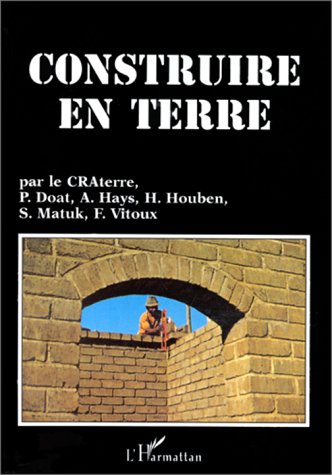 CONSTRUIRE
EN TERRE
par le CRAterre,
P. Doat, A. Hays, H. Houben,
S. Matuk, F. Vitoux
L'Harmattan